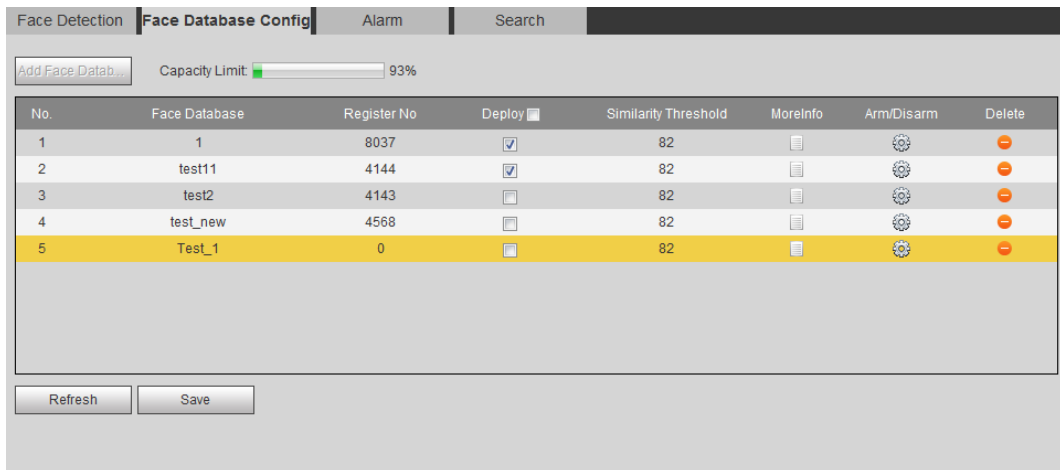 Face Detection Face Database Config Alarm Search
Add Face Datab... Capacity Limit: 93%
No. Face Database Register No Deploy Similarity Threshold MoreInfo Arm/Disarm Delete
1 1 8037 82
2 test11 4144 82
3 test2 4143 82
4 test_new 4568 82
5 Test_1 0 82
Refresh Save